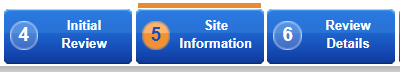 4 Initial Review
5 Site Information
6 Review Details